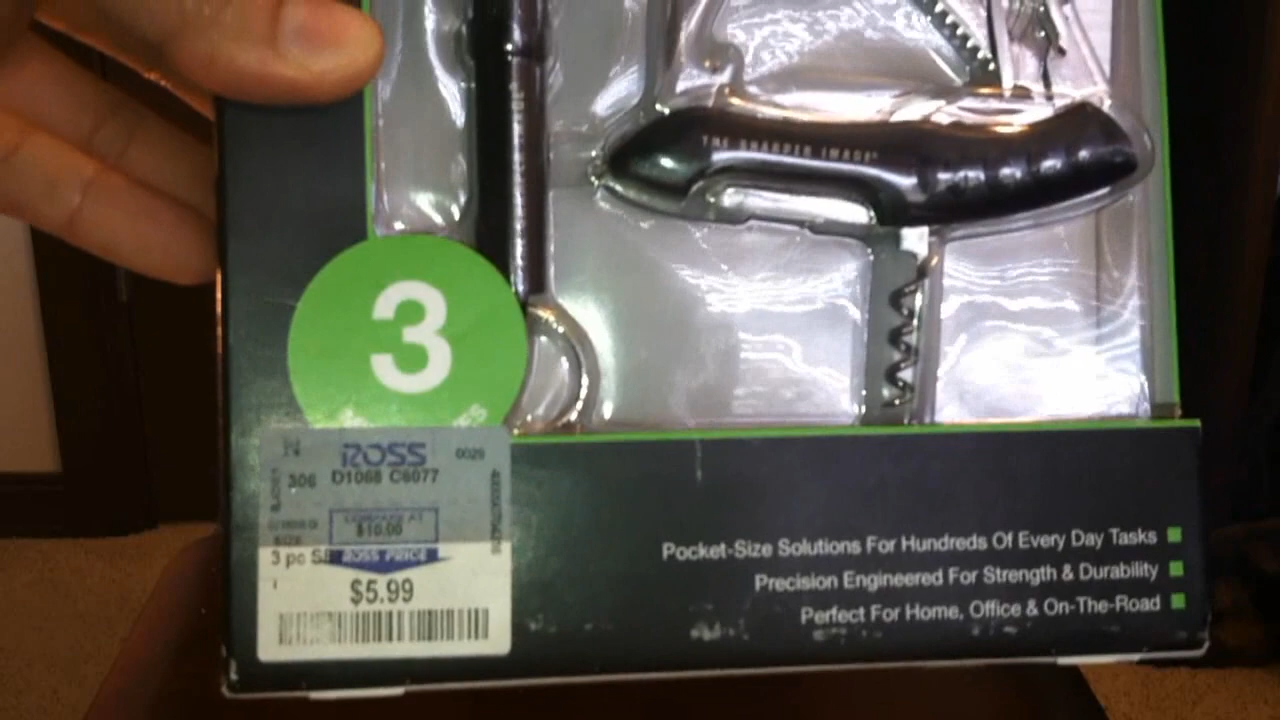 THE SHARPER IMAGE
3
ROSS
0029
306 D1068 C6077
COMPARE AT
$10.00
SIZE
3 pc
ROSS PRICE
$5.99
Pocket-Size Solutions For Hundreds Of Every Day Tasks
Precision Engineered For Strength & Durability
Perfect For Home, Office & On-The-Road